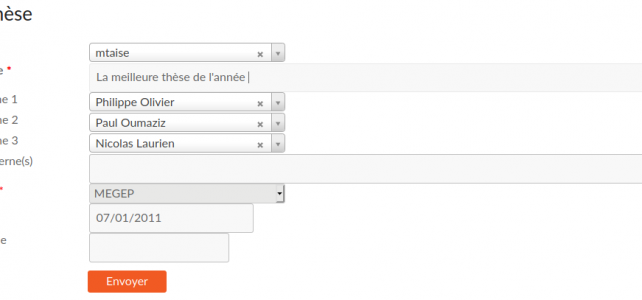 hèse
mtaise
e *
La meilleure thèse de l'année
ne 1
Philippe Olivier
ne 2
Paul Oumaziz
ne 3
Nicolas Laurien
erne(s)
*
MEGEP
07/01/2011
e
Envoyer